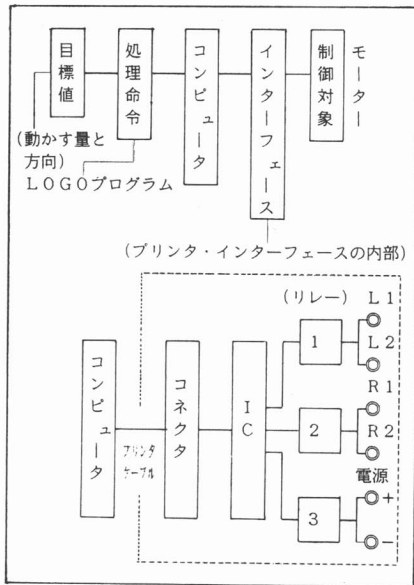 目標値
処理命令
コンピュータ
インターフェース
制御対象
モーター
(動かす量と
方向)
LOGOプログラム
(プリンタ・インターフェースの内部)
コンピュータ
プリンタ
ケーブル
コネクタ
IC
(リレー)
1
2
3
L1
L2
R1
R2
電源
+
-